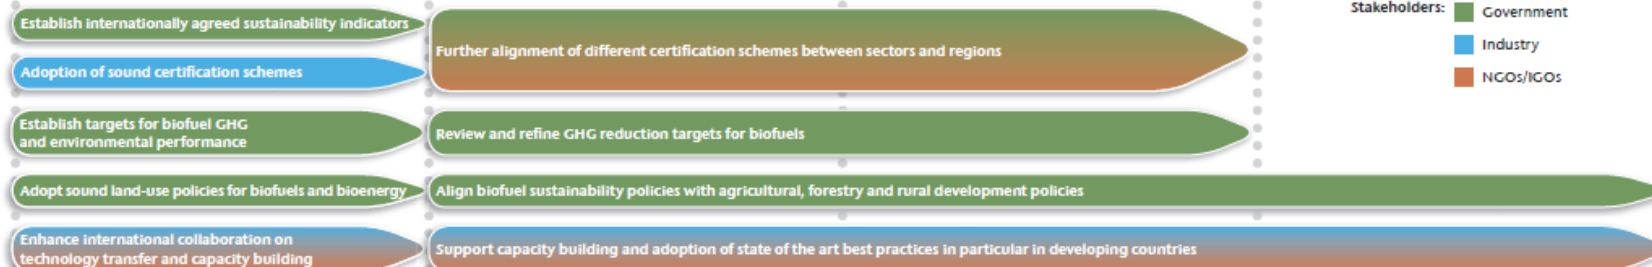 Establish internationally agreed sustainability indicators
Adoption of sound certification schemes
Further alignment of different certification schemes between sectors and regions
Stakeholders:
Government
Industry
NGOs/IGOs
Establish targets for biofuel GHG
and environmental performance
Review and refine GHG reduction targets for biofuels
Adopt sound land-use policies for biofuels and bioenergy
Align biofuel sustainability policies with agricultural, forestry and rural development policies
Enhance international collaboration on
technology transfer and capacity building
Support capacity building and adoption of state of the art best practices in particular in developing countries